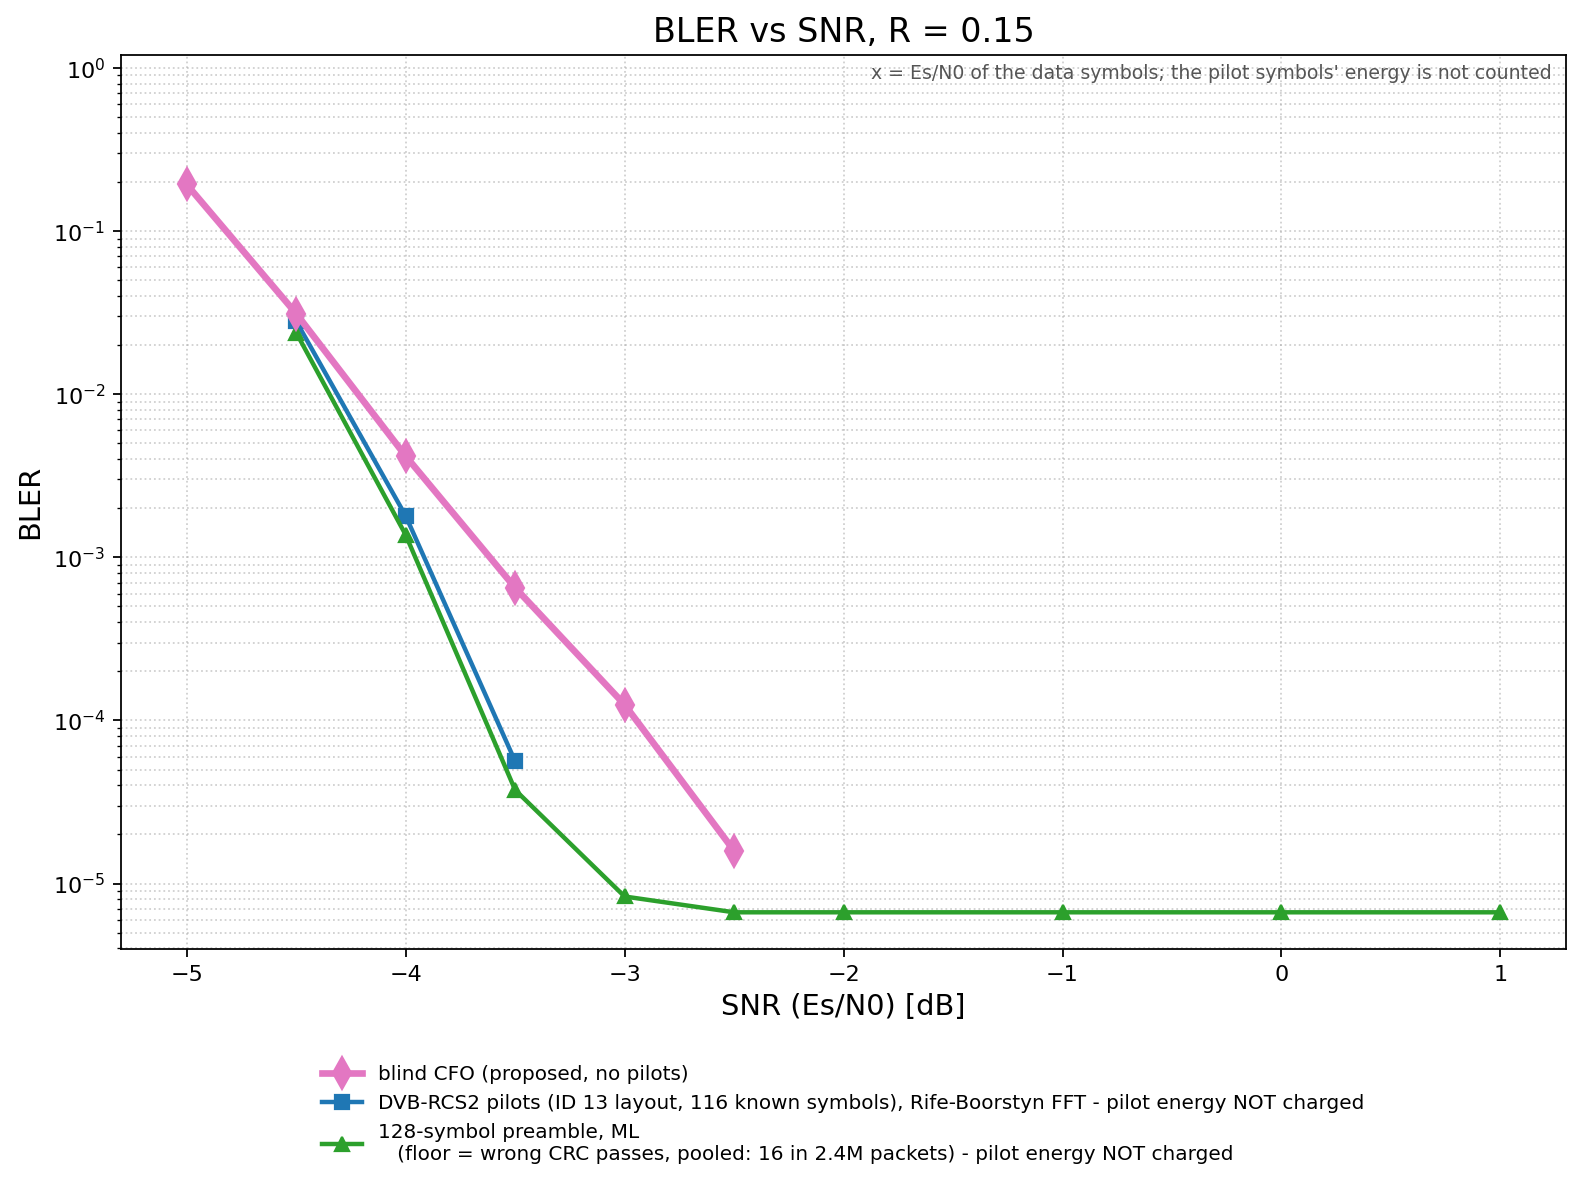 BLER vs SNR, R = 0.15
x = Es/N0 of the data symbols; the pilot symbols' energy is not counted
BLER
10⁰
10⁻¹
10⁻²
10⁻³
10⁻⁴
10⁻⁵
−5 −4 −3 −2 −1 0 1
SNR (Es/N0) [dB]
blind CFO (proposed, no pilots)
DVB-RCS2 pilots (ID 13 layout, 116 known symbols), Rife-Boorstyn FFT - pilot energy NOT charged
128-symbol preamble, ML
(floor = wrong CRC passes, pooled: 16 in 2.4M packets) - pilot energy NOT charged